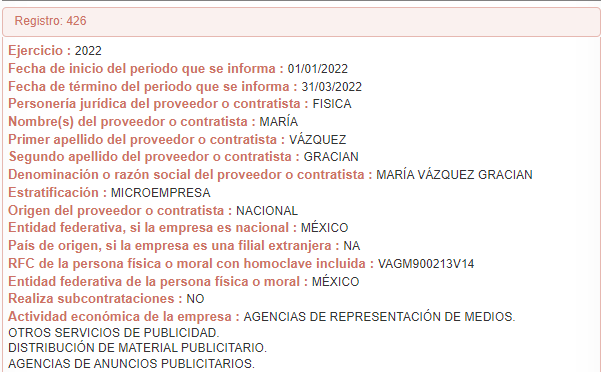 Registro: 426
Ejercicio : 2022
Fecha de inicio del periodo que se informa : 01/01/2022
Fecha de término del periodo que se informa : 31/03/2022
Personería jurídica del proveedor o contratista : FISICA
Nombre(s) del proveedor o contratista : MARÍA
Primer apellido del proveedor o contratista : VÁZQUEZ
Segundo apellido del proveedor o contratista : GRACIAN
Denominación o razón social del proveedor o contratista : MARÍA VÁZQUEZ GRACIAN
Estratificación : MICROEMPRESA
Origen del proveedor o contratista : NACIONAL
Entidad federativa, si la empresa es nacional : MÉXICO
País de origen, si la empresa es una filial extranjera : NA
RFC de la persona física o moral con homoclave incluida : VAGM900213V14
Entidad federativa de la persona física o moral : MÉXICO
Realiza subcontrataciones : NO
Actividad económica de la empresa : AGENCIAS DE REPRESENTACIÓN DE MEDIOS.
OTROS SERVICIOS DE PUBLICIDAD.
DISTRIBUCIÓN DE MATERIAL PUBLICITARIO.
AGENCIAS DE ANUNCIOS PUBLICITARIOS.